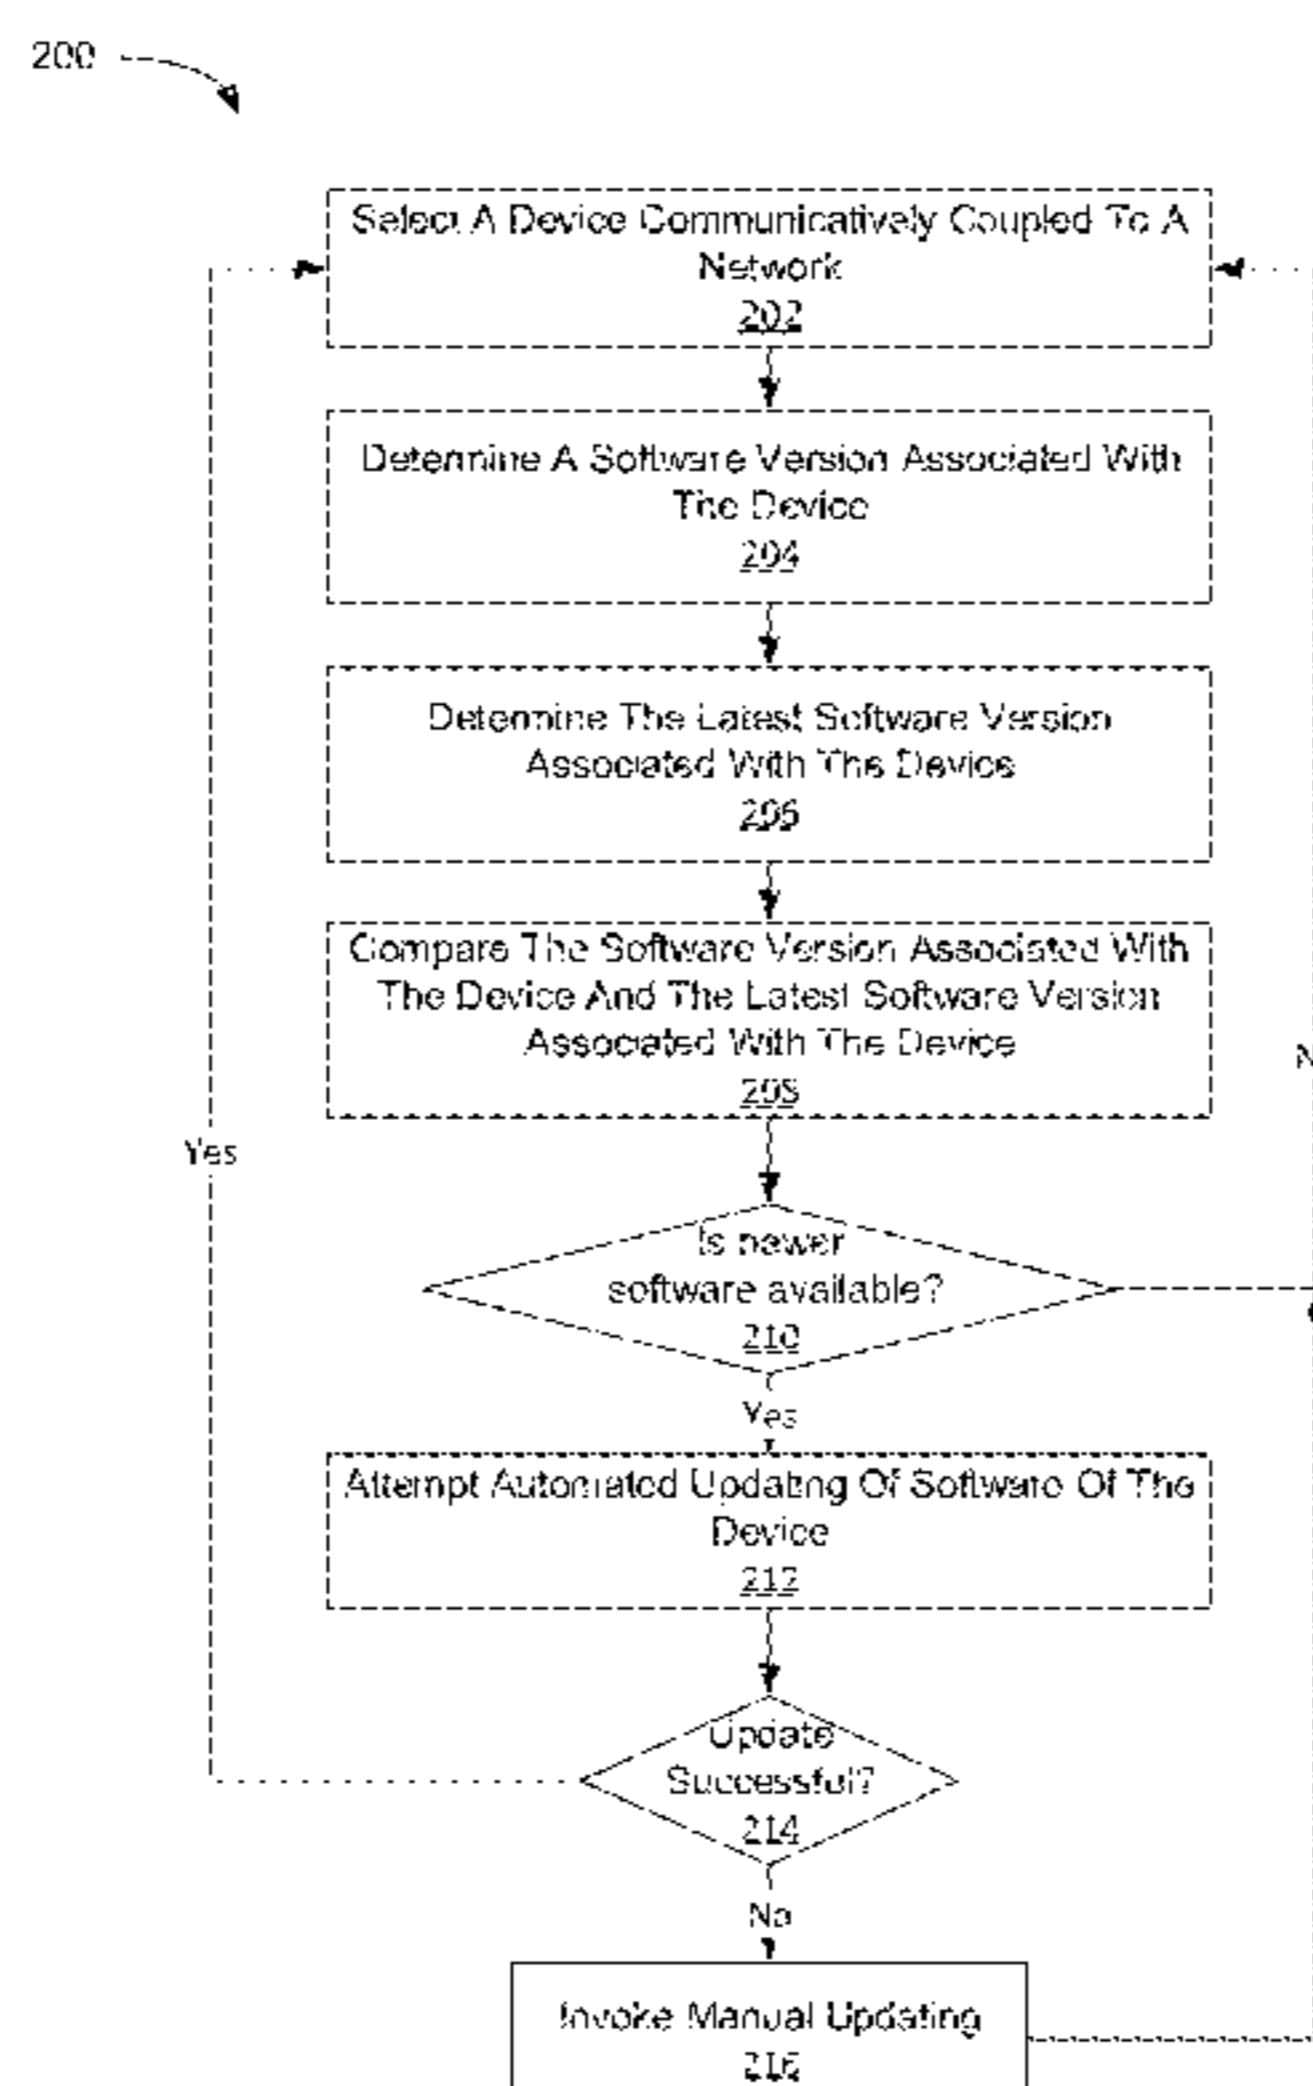 200
Select A Device Communicatively Coupled To A
Network
202
Determine A Software Version Associated With
The Device
204
Determine The Latest Software Version
Associated With The Device
206
Compare The Software Version Associated With
The Device And The Latest Software Version
Associated With The Device
208
Yes
Is newer
software available?
210
Yes
Attempt Automated Updating Of Software Of The
Device
212
Update
Successful?
214
No
Invoke Manual Updating
216